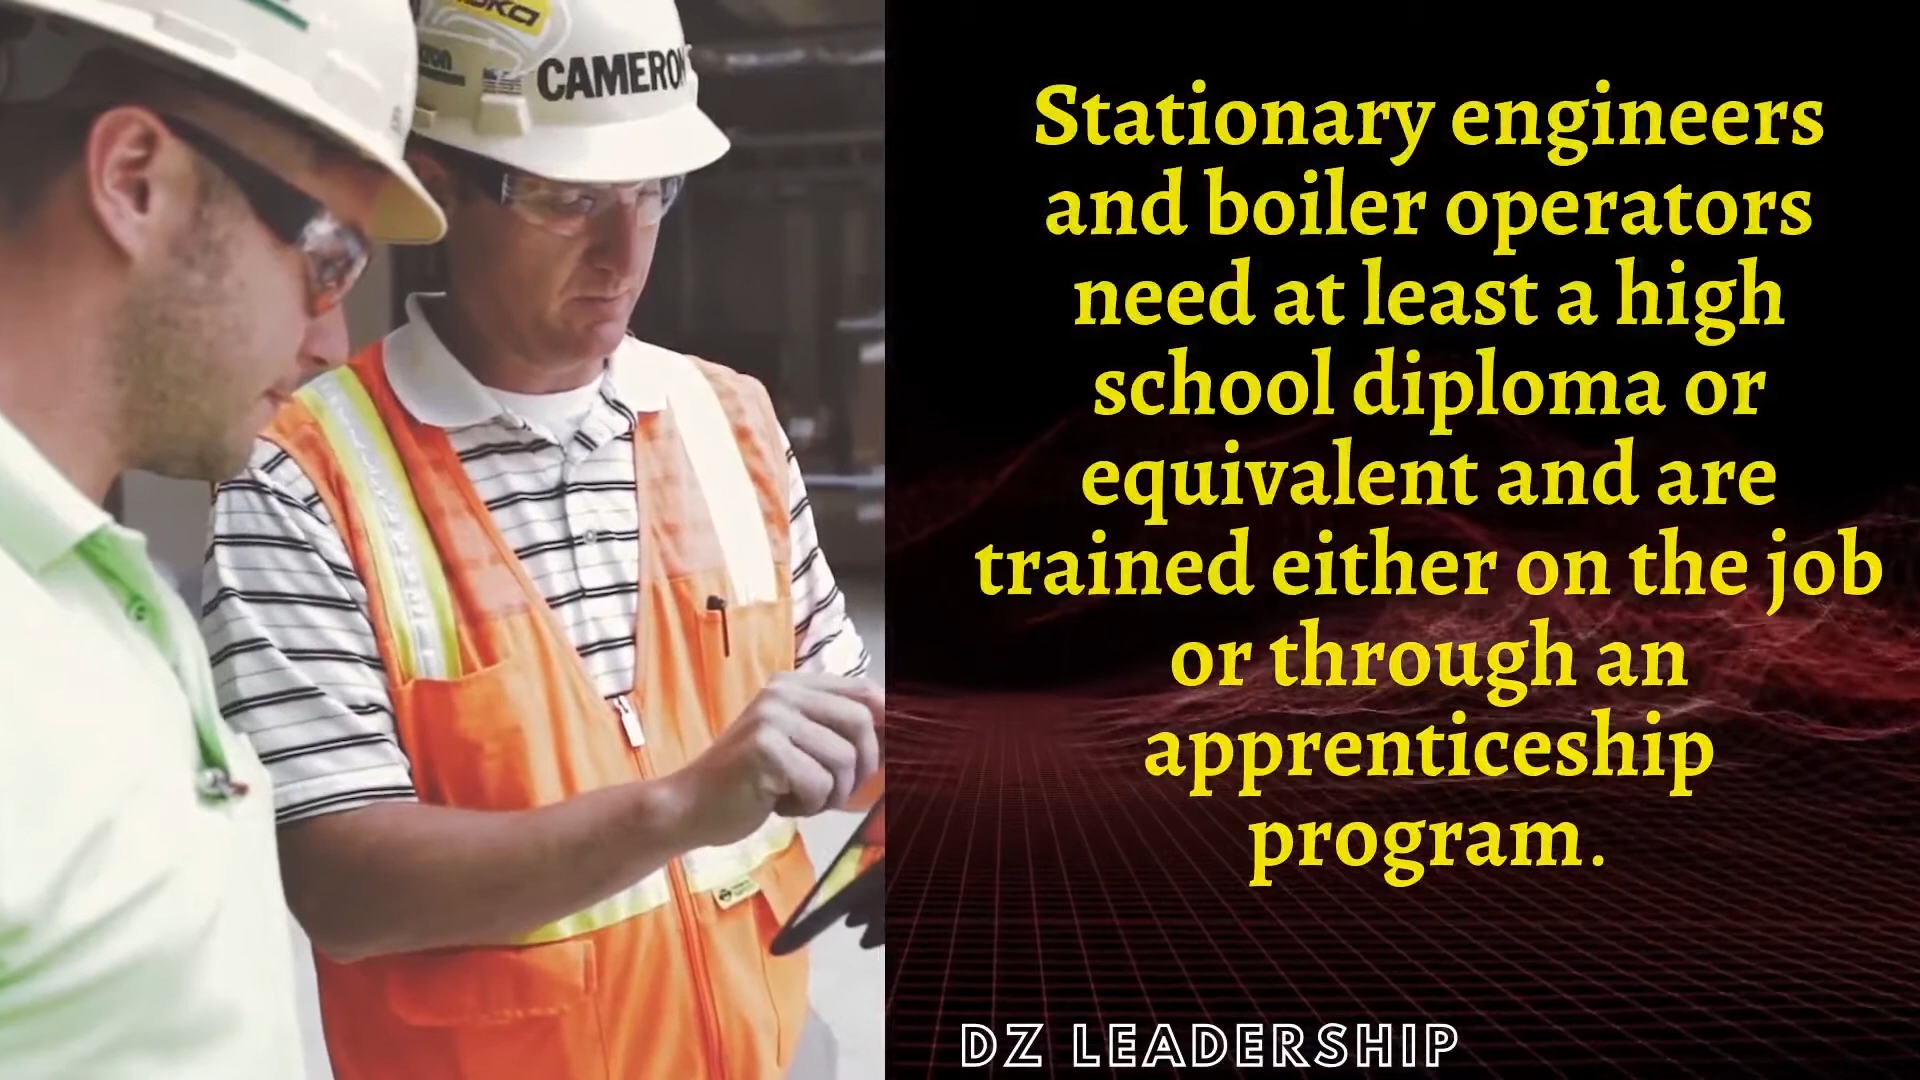 CAMERON
Stationary engineers
and boiler operators
need at least a high
school diploma or
equivalent and are
trained either on the job
or through an
apprenticeship
program.
DZ LEADERSHIP